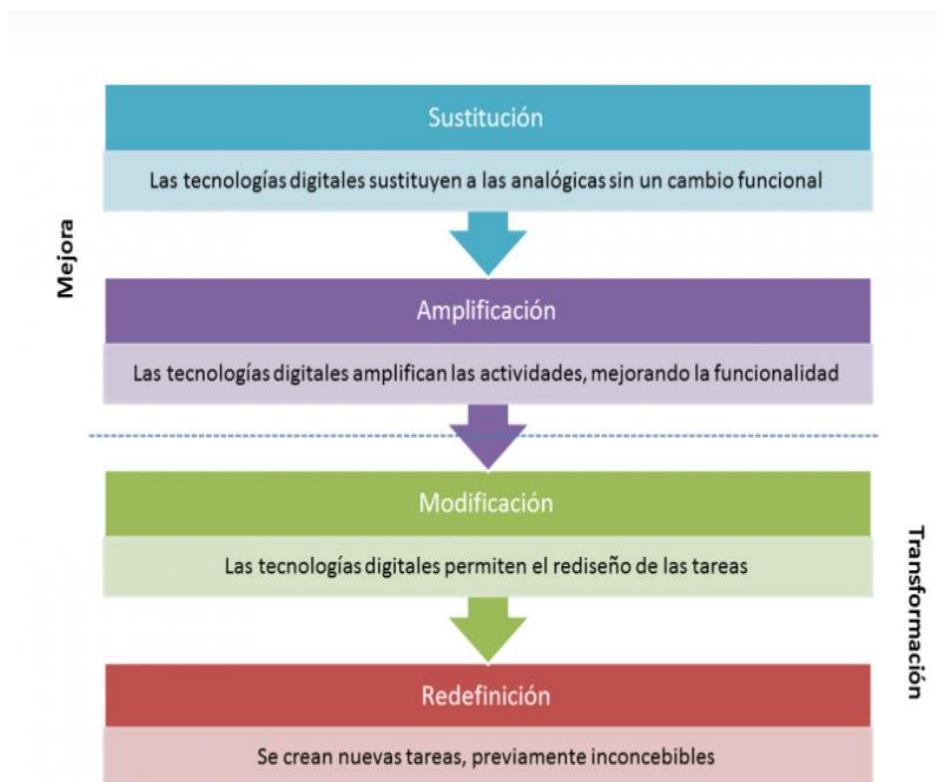 Sustitución
Las tecnologías digitales sustituyen a las analógicas sin un cambio funcional
Mejora
Amplificación
Las tecnologías digitales amplifican las actividades, mejorando la funcionalidad
Modificación
Las tecnologías digitales permiten el rediseño de las tareas
Transformación
Redefinición
Se crean nuevas tareas, previamente inconcebibles